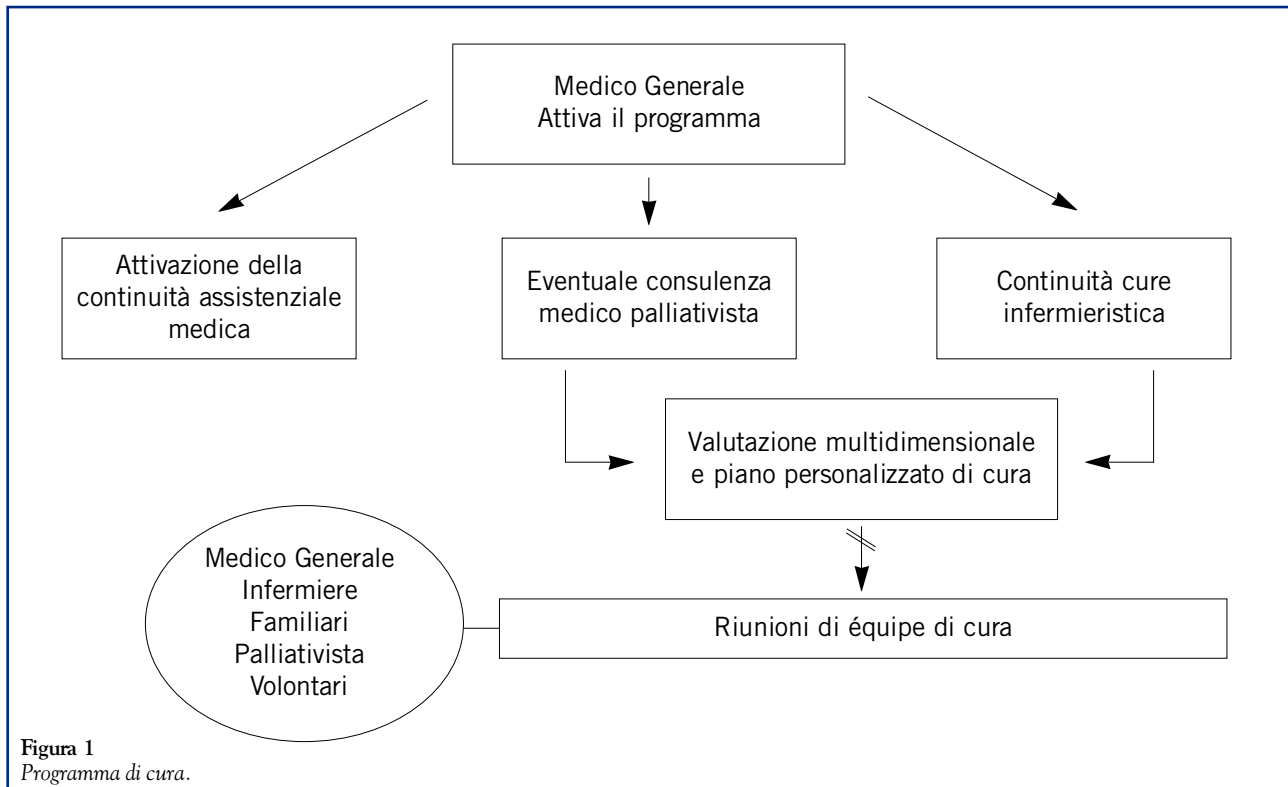 Medico Generale
Attiva il programma
Attivazione della
continuità assistenziale
medica
Eventuale consulenza
medico palliativista
Continuità cure
infermieristica
Valutazione multidimensionale
e piano personalizzato di cura
Medico Generale
Infermiere
Familiari
Palliativista
Volontari
Riunioni di équipe di cura
Figura 1
Programma di cura.